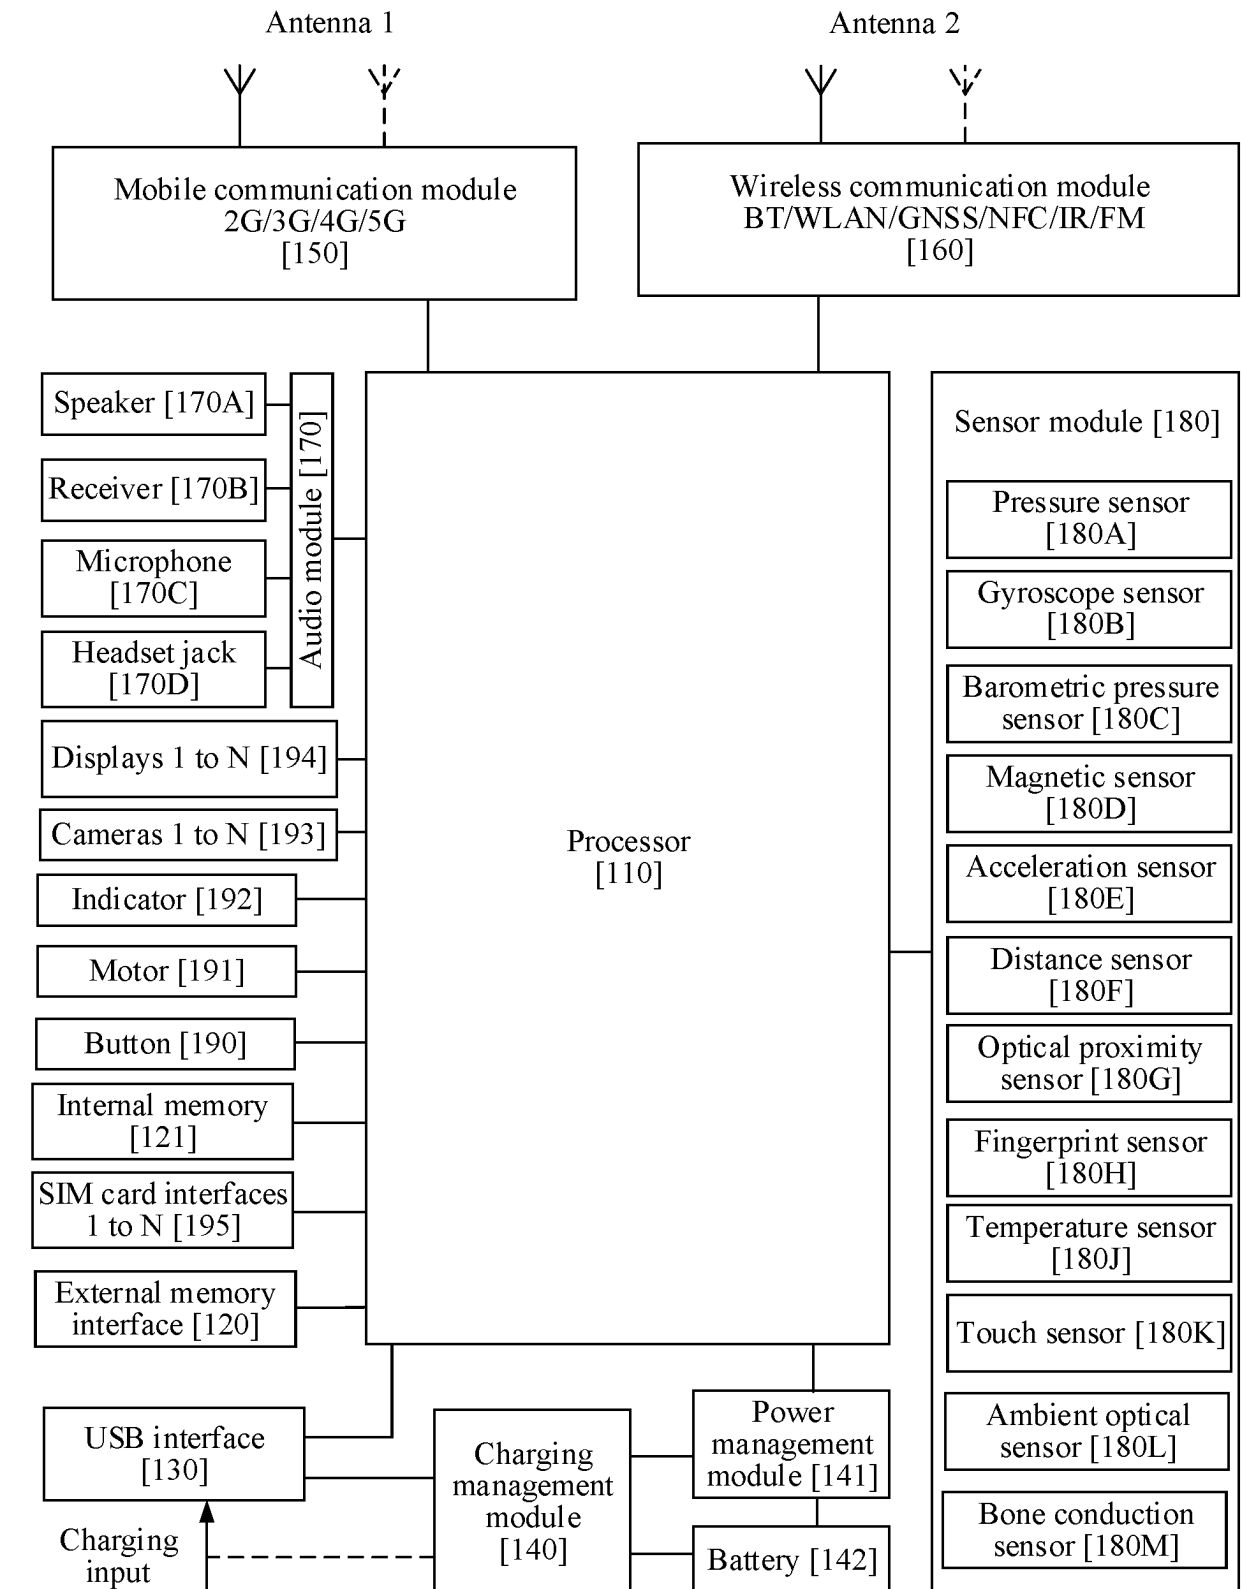 Antenna 1
Antenna 2
Mobile communication module
2G/3G/4G/5G
[150]
Wireless communication module
BT/WLAN/GNSS/NFC/IR/FM
[160]
Speaker [170A]
Receiver [170B]
Microphone
[170C]
Headset jack
[170D]
Audio module [170]
Displays 1 to N [194]
Cameras 1 to N [193]
Indicator [192]
Motor [191]
Button [190]
Internal memory
[121]
SIM card interfaces
1 to N [195]
External memory
interface [120]
Processor
[110]
Sensor module [180]
Pressure sensor
[180A]
Gyroscope sensor
[180B]
Barometric pressure
sensor [180C]
Magnetic sensor
[180D]
Acceleration sensor
[180E]
Distance sensor
[180F]
Optical proximity
sensor [180G]
Fingerprint sensor
[180H]
Temperature sensor
[180J]
Touch sensor [180K]
Ambient optical
sensor [180L]
Bone conduction
sensor [180M]
USB interface
[130]
Charging
input
Charging
management
module
[140]
Power
management
module [141]
Battery [142]